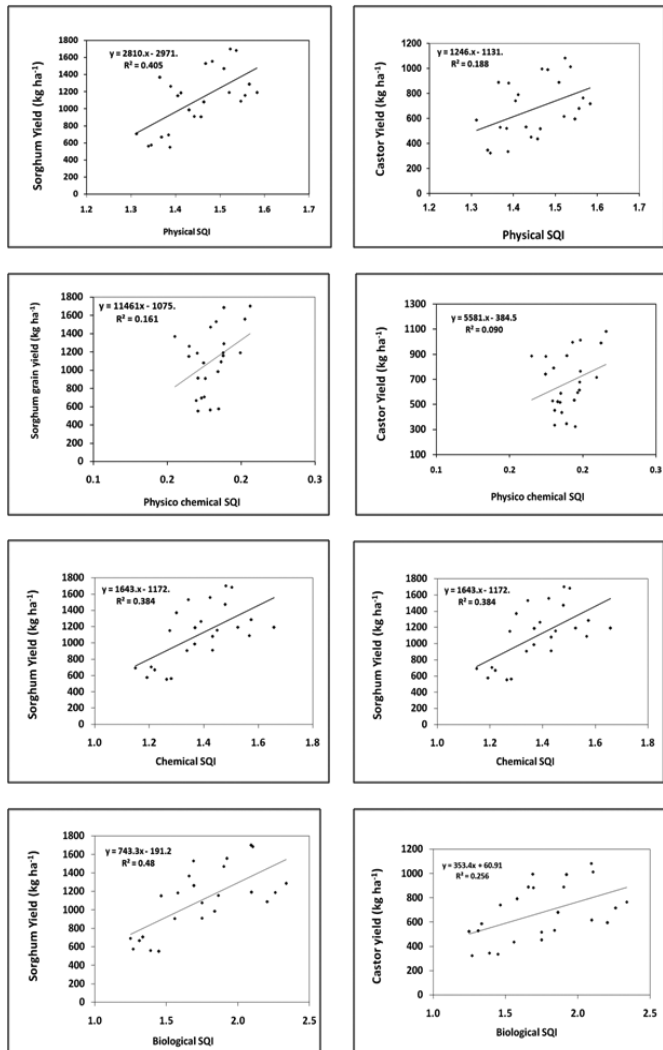 y = 2810.x - 2971.
R² = 0.405
Sorghum Yield (kg ha⁻¹)
1800
1600
1400
1200
1000
800
600
400
200
0
1.2 1.3 1.4 1.5 1.6 1.7
Physical SQI
y = 1246.x - 1131.
R² = 0.188
Castor Yield (kg ha⁻¹)
1200
1000
800
600
400
200
0
1.2 1.3 1.4 1.5 1.6 1.7
Physical SQI
y = 11461x - 1075.
R² = 0.161
Sorghum grain yield (kg ha⁻¹)
1800
1600
1400
1200
1000
800
600
400
200
0
0.1 0.2 0.2 0.3
Physico chemical SQI
y = 5581.x - 384.5
R² = 0.090
Castor Yield (kg ha⁻¹)
1300
1100
900
700
500
300
100
0.1 0.2 0.2 0.3
Physico chemical SQI
y = 1643.x - 1172.
R² = 0.384
Sorghum Yield (kg ha⁻¹)
1800
1600
1400
1200
1000
800
600
400
200
0
1.0 1.2 1.4 1.6 1.8
Chemical SQI
y = 1643.x - 1172.
R² = 0.384
Sorghum Yield (kg ha⁻¹)
1800
1600
1400
1200
1000
800
600
400
200
0
1.0 1.2 1.4 1.6 1.8
Chemical SQI
y = 743.3x - 191.2
R² = 0.48
Sorghum Yield (kg ha⁻¹)
1800
1600
1400
1200
1000
800
600
400
200
0
1.0 1.5 2.0 2.5
Biological SQI
y = 353.4x + 60.91
R² = 0.256
Castor yield (kg ha⁻¹)
1200
1000
800
600
400
200
0
1.0 1.5 2.0 2.5
Biological SQI